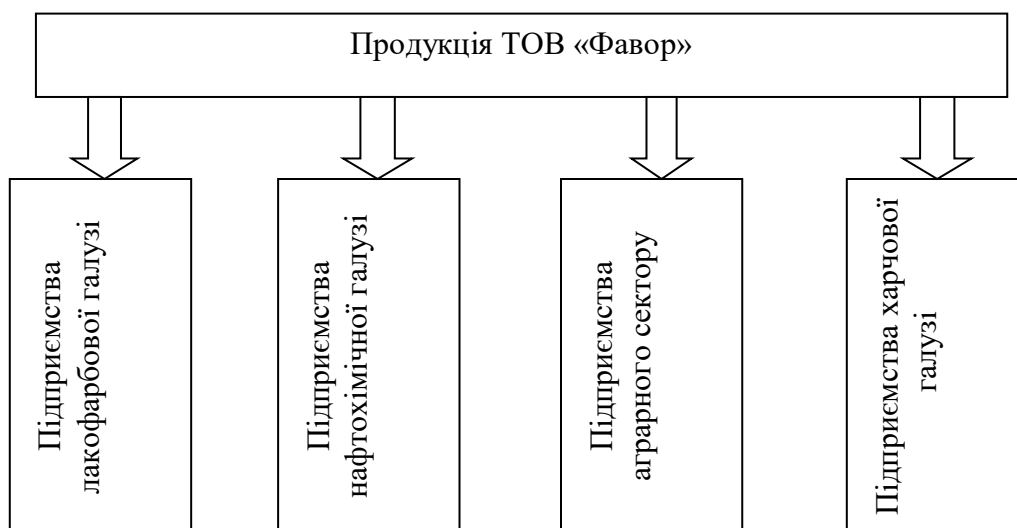 Продукція ТОВ «Фавор»
Підприємства
лакофарбової галузі
Підприємства
нафтохімічної галузі
Підприємства
аграрного сектору
Підприємства харчової
галузі